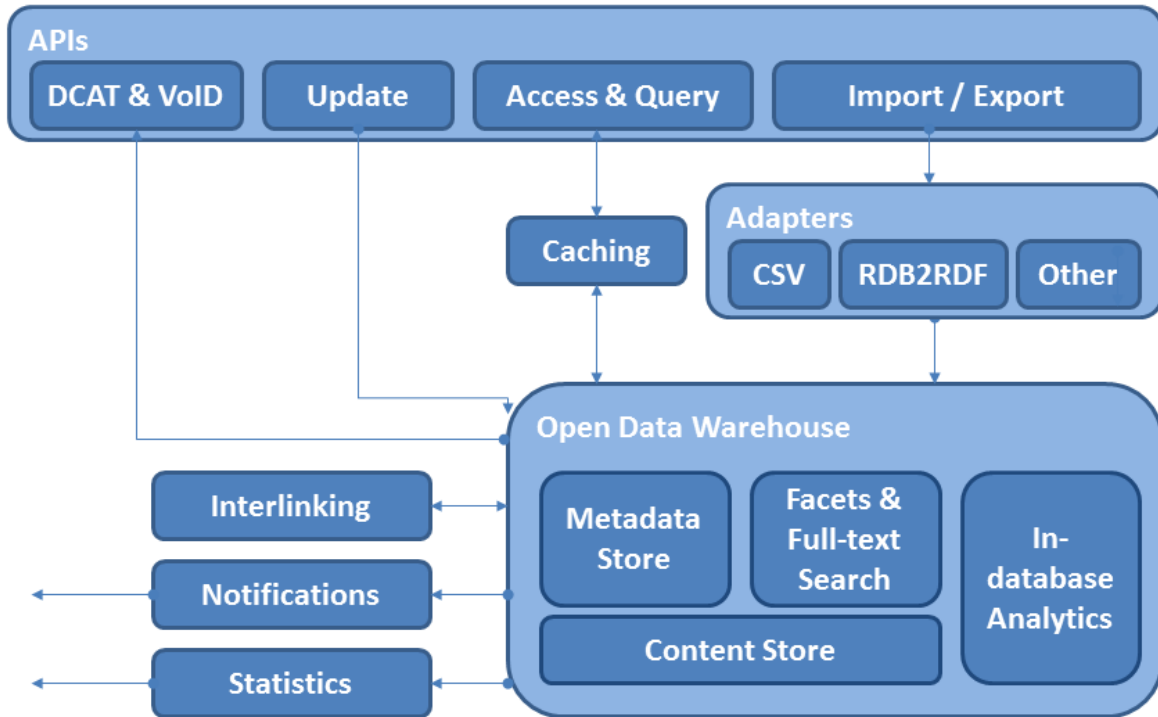 APIs
DCAT & VoID
Update
Access & Query
Import / Export
Adapters
CSV
RDB2RDF
Other
Caching
Open Data Warehouse
Interlinking
Notifications
Statistics
Metadata
Store
Facets &
Full-text
Search
In-
database
Analytics
Content Store